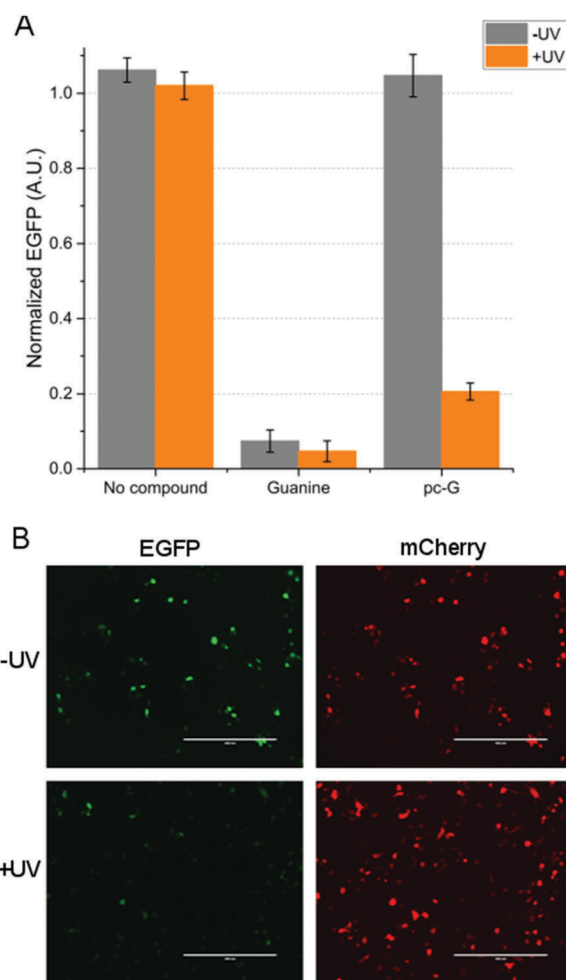 A
-UV
+UV
Normalized EGFP (A.U.)
1.0
0.8
0.6
0.4
0.2
0.0
No compound
Guanine
pc-G
B
EGFP
mCherry
-UV
+UV